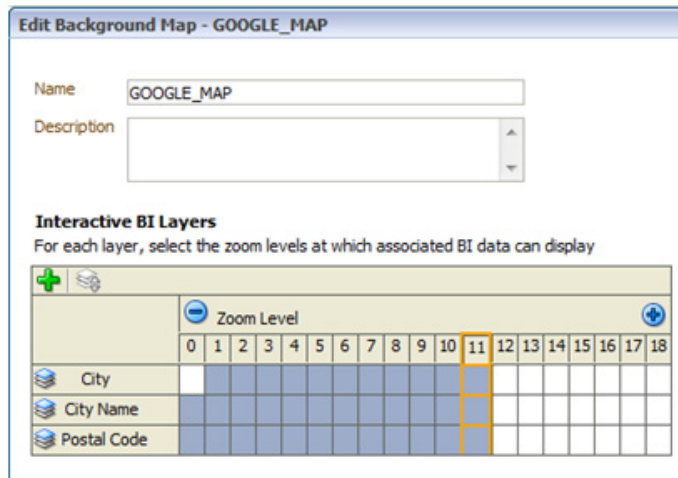 Edit Background Map - GOOGLE_MAP
Name GOOGLE_MAP
Description
Interactive BI Layers
For each layer, select the zoom levels at which associated BI data can display
Zoom Level
0 1 2 3 4 5 6 7 8 9 10 11 12 13 14 15 16 17 18
City
City Name
Postal Code